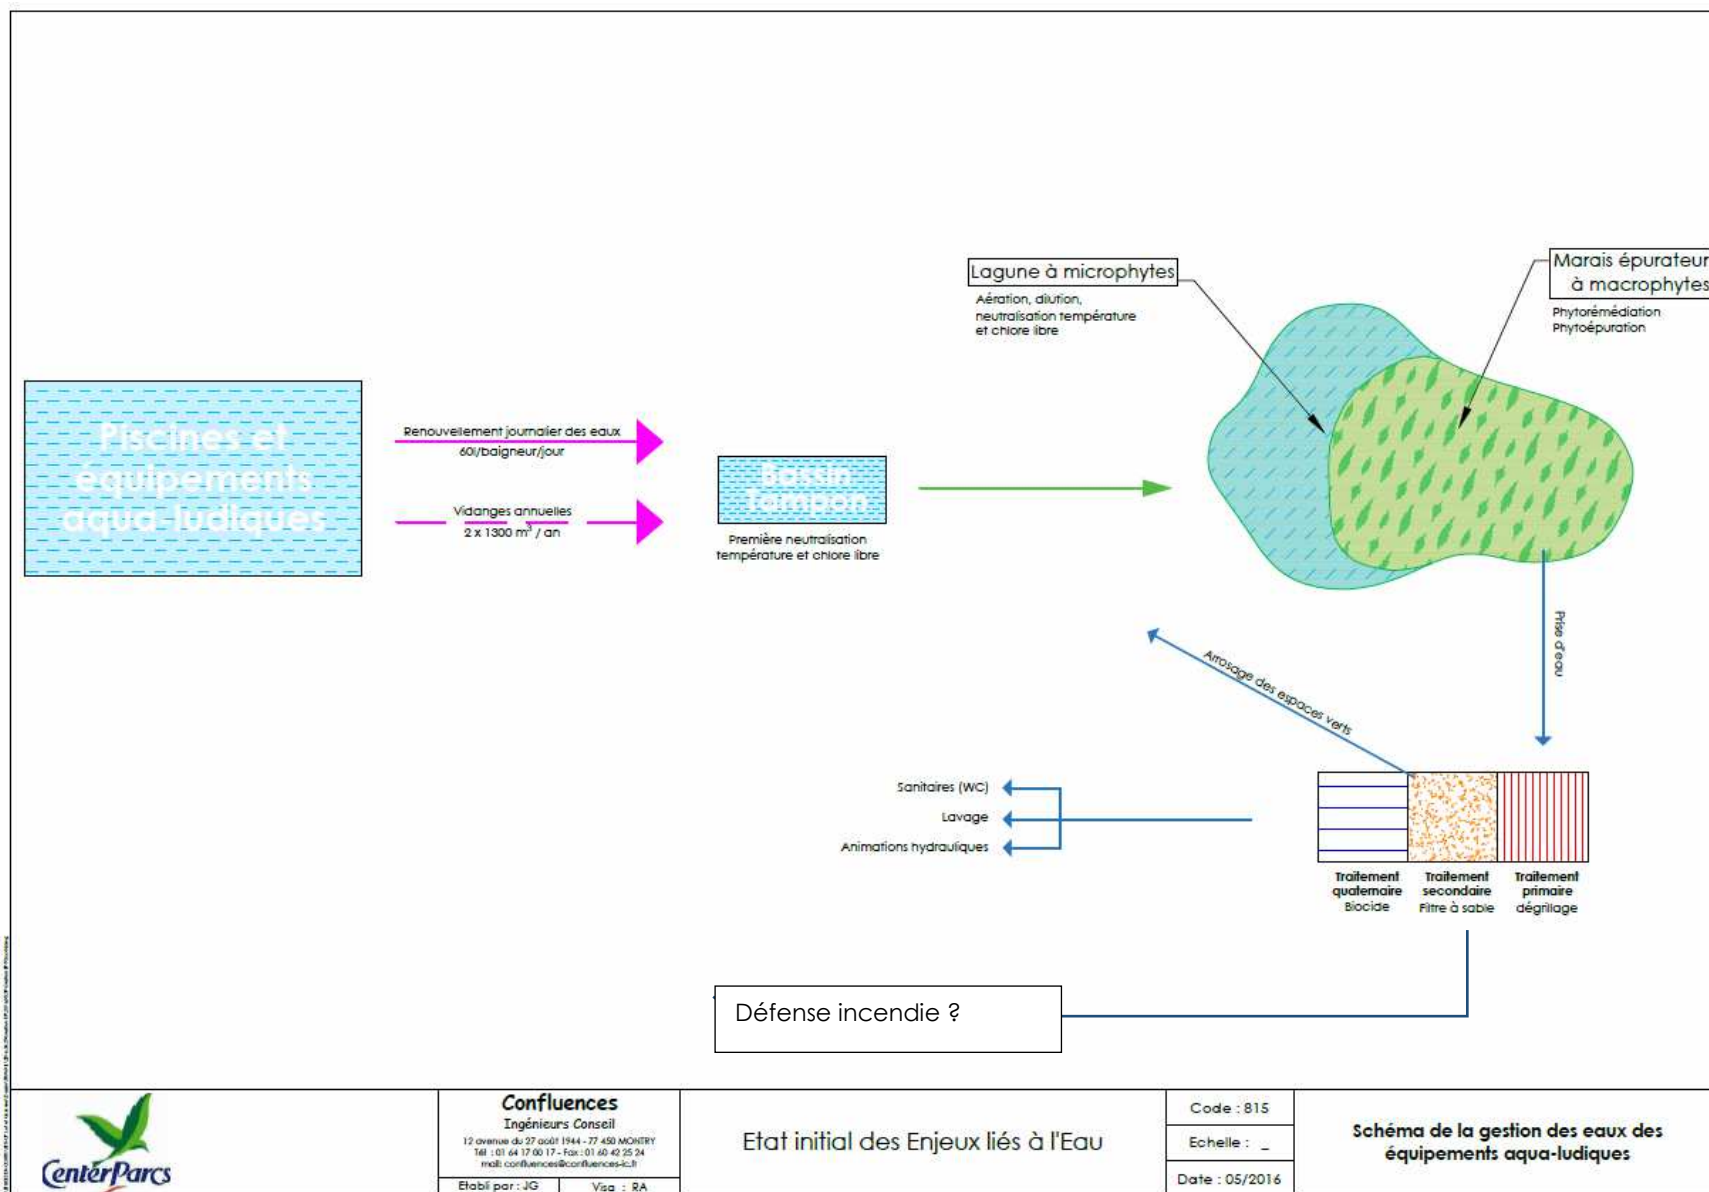 Lagune à microphytes
Aération, dilution,
neutralisation température
et chlore libre
Marais épurateur
à macrophytes
Phytorémédiation
Phytoépuration
Piscines et
équipements
aqua-ludiques
Renouvellement journalier des eaux
60l/baigneur/jour
Vidanges annuelles
2 x 1300 m³ / an
Bassin
Tampon
Première neutralisation
température et chlore libre
Prise d'eau
Arrosage des espaces verts
Sanitaires (WC)
Lavage
Animations hydrauliques
Traitement
quaternaire
Biocide
Traitement
secondaire
Filtre à sable
Traitement
primaire
dégrillage
Défense incendie ?
CenterParcs
Confluences
Ingénieurs Conseil
12 avenue du 27 août 1944 - 77 450 MONTRY
Tél : 01 64 17 00 17 - Fax : 01 60 42 25 24
mail: confluences@confluences-ic.fr
Etabli par : JG
Visa : RA
Etat initial des Enjeux liés à l'Eau
Code : 815
Echelle : _
Date : 05/2016
Schéma de la gestion des eaux des
équipements aqua-ludiques